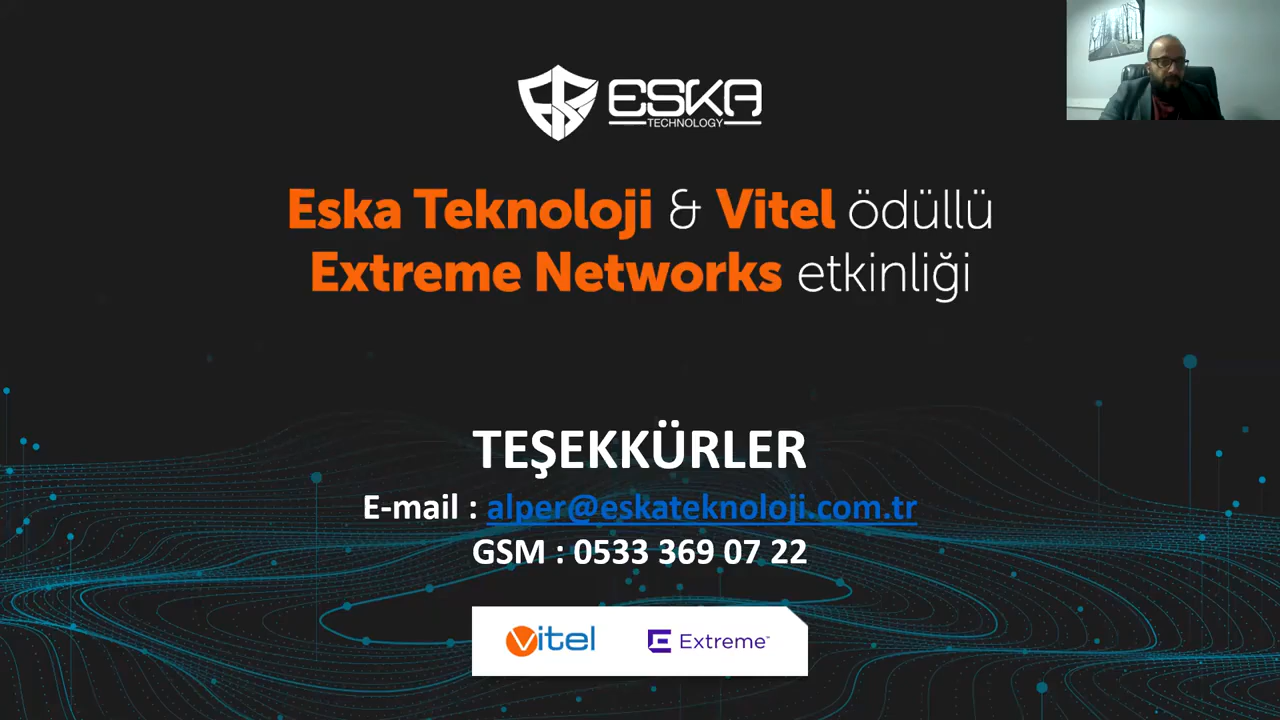 ESKA
TECHNOLOGY
Eska Teknoloji & Vitel ödüllü
Extreme Networks etkinliği
TEŞEKKÜRLER
E-mail : alper@eskateknoloji.com.tr
GSM : 0533 369 07 22
vitel
Extreme™